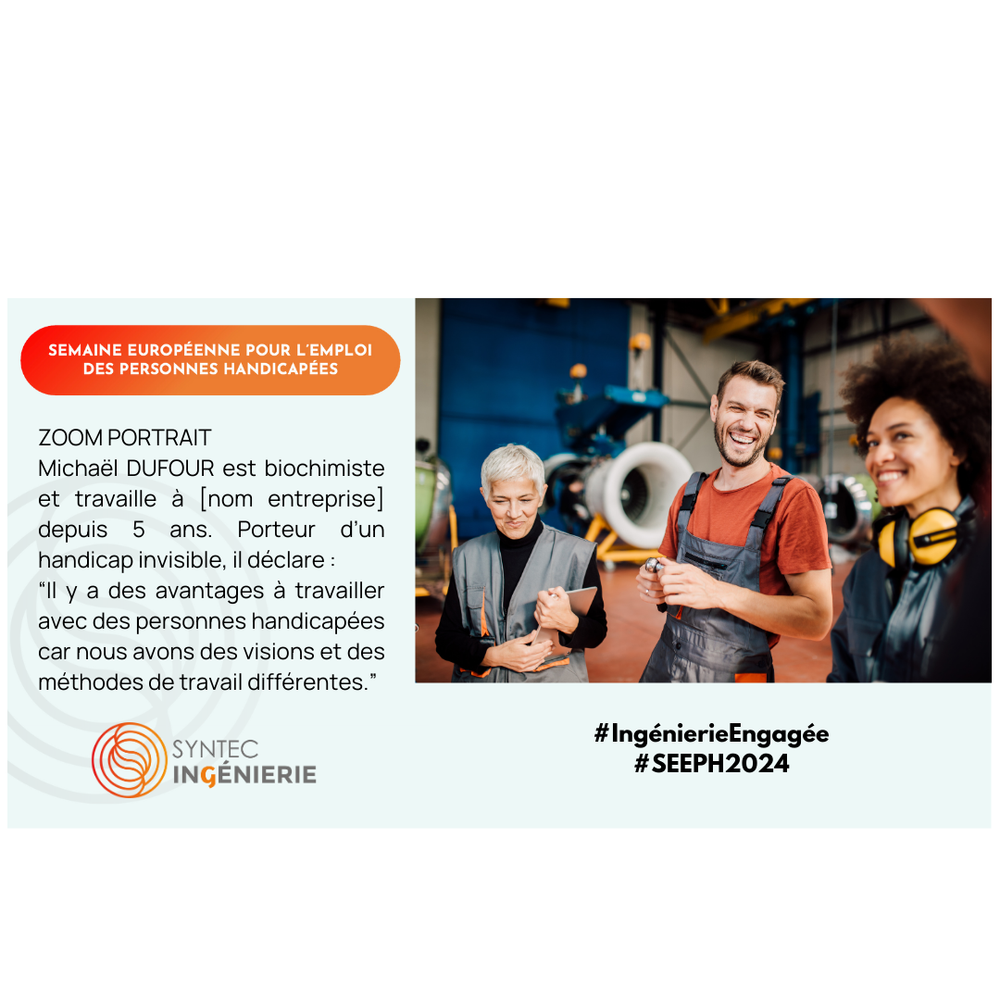 SEMAINE EUROPÉENNE POUR L'EMPLOI
DES PERSONNES HANDICAPÉES
ZOOM PORTRAIT
Michaël DUFOUR est biochimiste
et travaille à [nom entreprise]
depuis 5 ans. Porteur d’un
handicap invisible, il déclare :
“Il y a des avantages à travailler
avec des personnes handicapées
car nous avons des visions et des
méthodes de travail différentes.”
SYNTEC
INGÉNIERIE
#IngénierieEngagée
#SEEPH2024